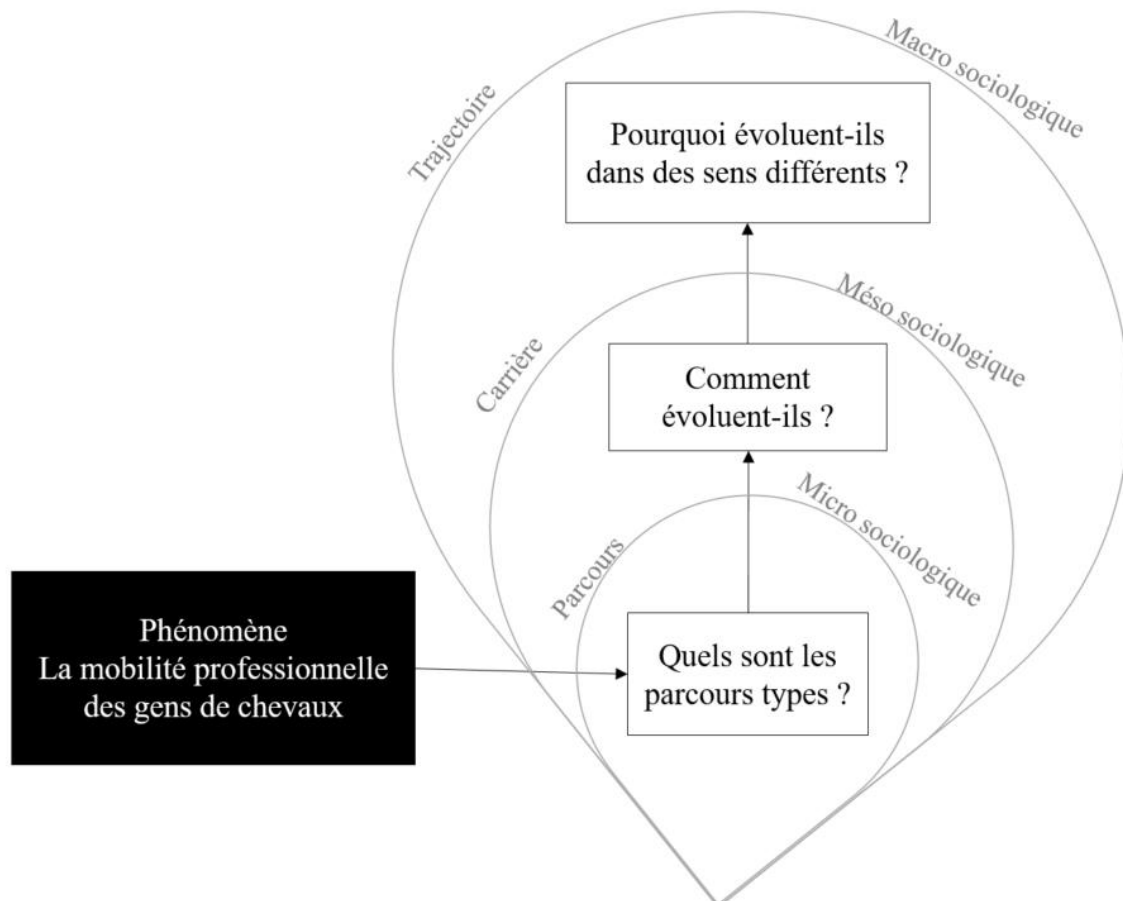 Macro sociologique
Trajectoire
Pourquoi évoluent-ils
dans des sens différents ?
Méso sociologique
Carrière
Comment
évoluent-ils ?
Micro sociologique
Parcours
Phénomène
La mobilité professionnelle
des gens de chevaux
Quels sont les
parcours types ?